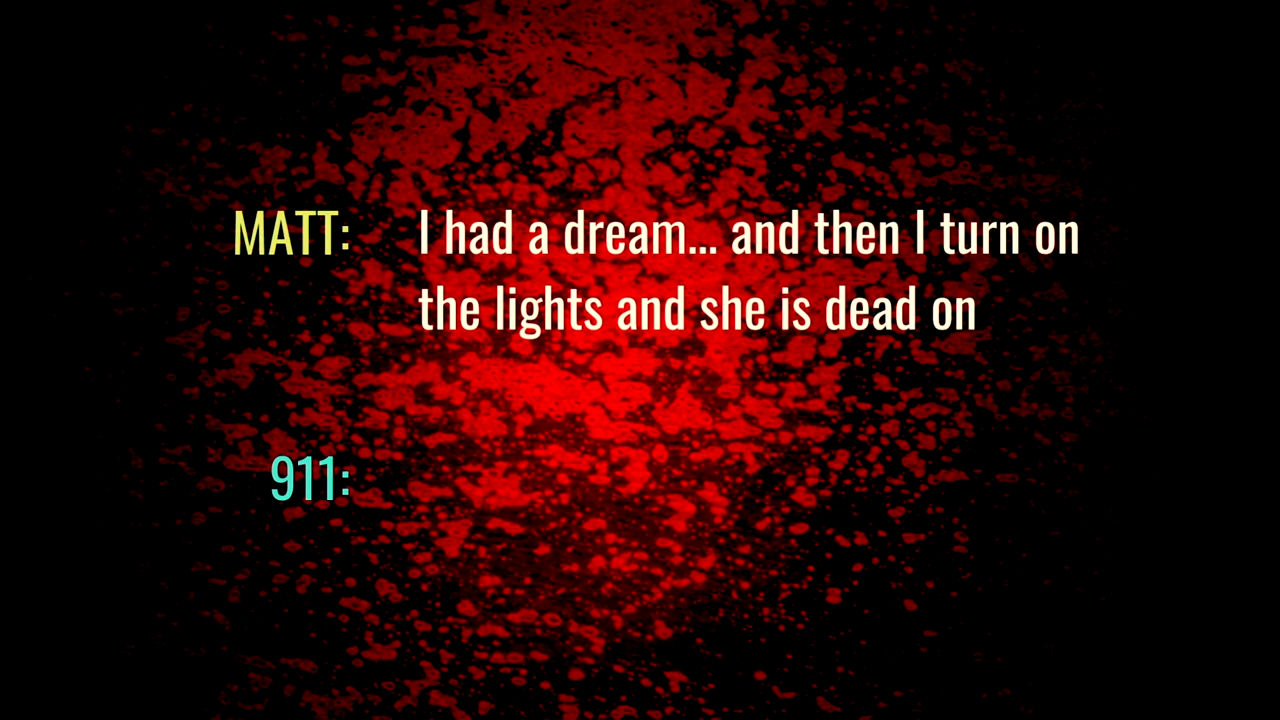 MATT: I had a dream... and then I turn on
the lights and she is dead on
911: